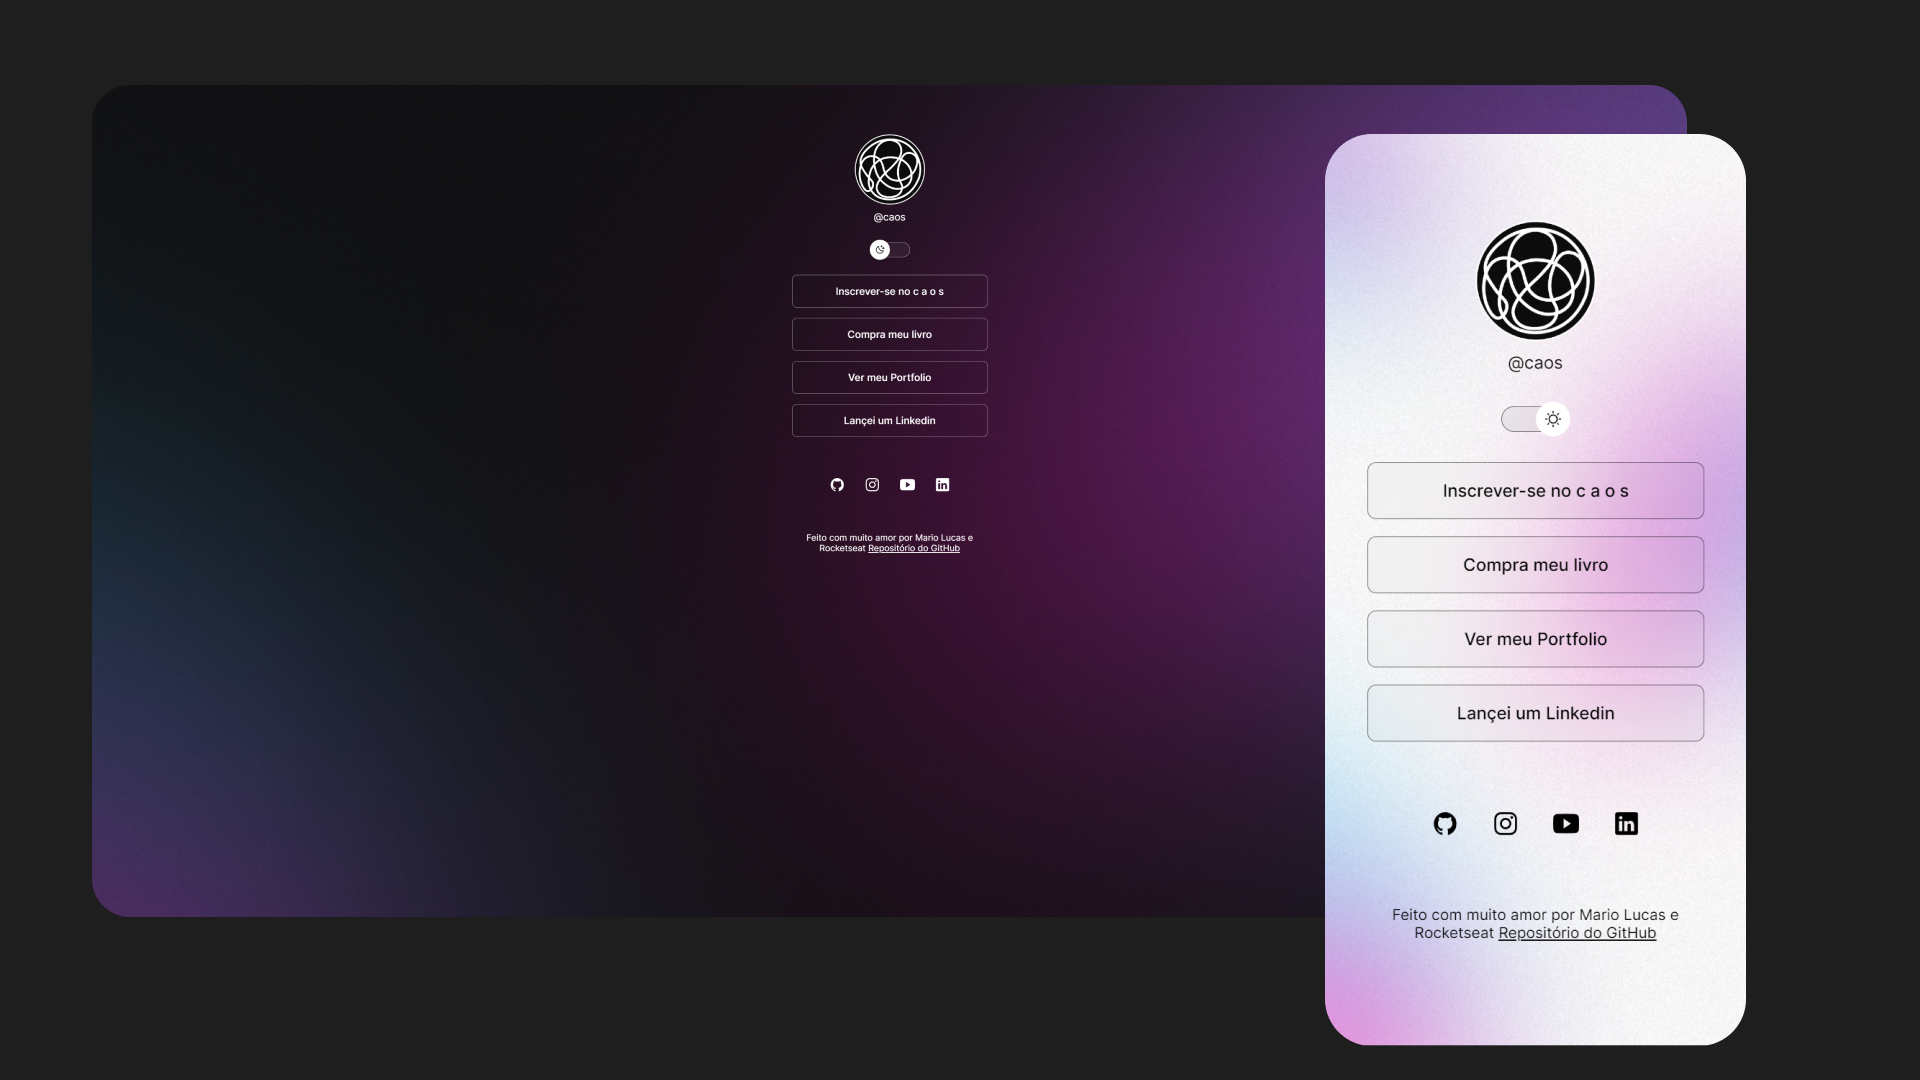 @caos
Inscrever-se no c a o s
Compra meu livro
Ver meu Portfolio
Lançei um Linkedin
Feito com muito amor por Mario Lucas e
Rocketseat Repositório do GitHub
@caos
Inscrever-se no c a o s
Compra meu livro
Ver meu Portfolio
Lançei um Linkedin
Feito com muito amor por Mario Lucas e
Rocketseat Repositório do GitHub